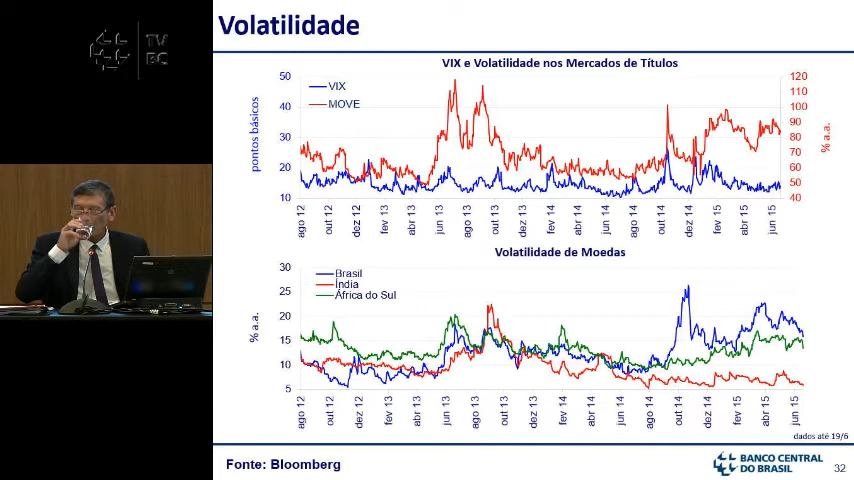 TV
BC
Volatilidade
VIX e Volatilidade nos Mercados de Títulos
pontos básicos
50
40
30
20
10
VIX
MOVE
120
110
100
90
80
70
60
50
40
% a.a.
ago 12
out 12
dez 12
fev 13
abr 13
jun 13
ago 13
out 13
dez 13
fev 14
abr 14
jun 14
ago 14
out 14
dez 14
fev 15
abr 15
jun 15
Volatilidade de Moedas
% a.a.
30
25
20
15
10
5
Brasil
Índia
África do Sul
ago 12
out 12
dez 12
fev 13
abr 13
jun 13
ago 13
out 13
dez 13
fev 14
abr 14
jun 14
ago 14
out 14
dez 14
fev 15
abr 15
jun 15
dados até 19/6
Fonte: Bloomberg
BANCO CENTRAL
DO BRASIL
32